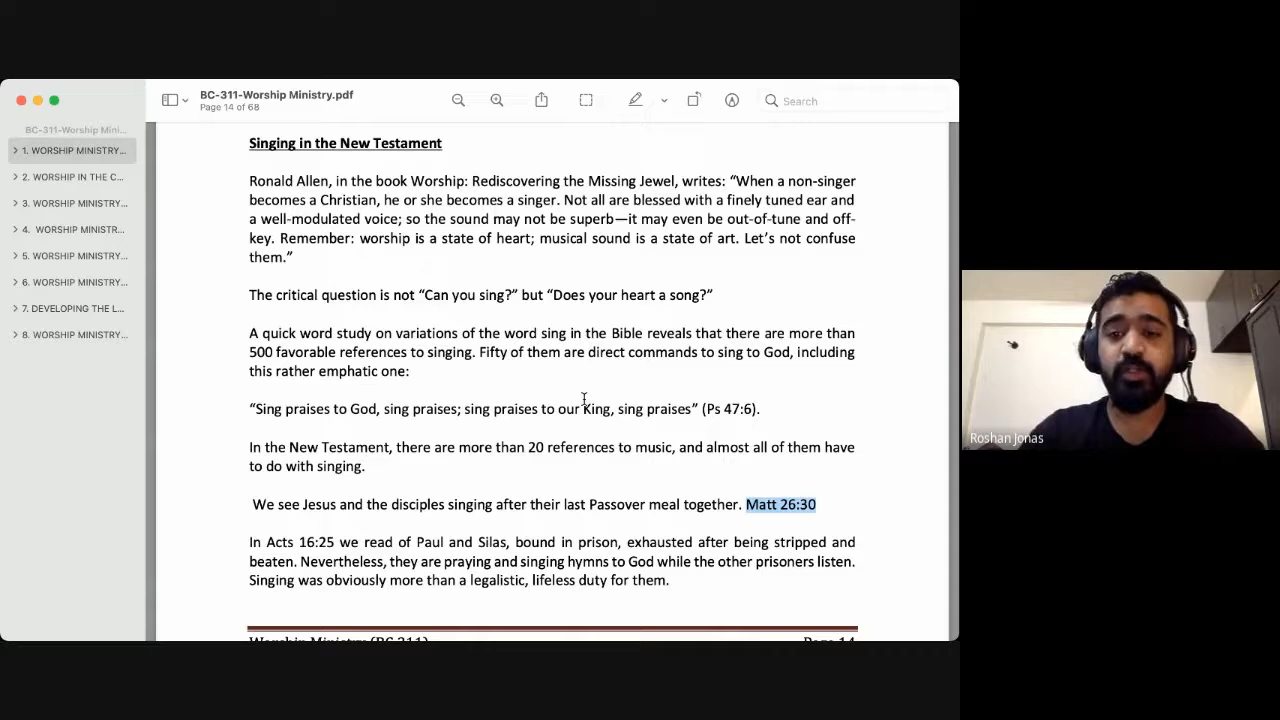 BC-311-Worship Ministry.pdf
Page 14 of 68
Search
BC-311-Worship Mini...
1. WORSHIP MINISTRY...
2. WORSHIP IN THE C...
3. WORSHIP MINISTRY...
4. WORSHIP MINISTR...
5. WORSHIP MINISTRY...
6. WORSHIP MINISTRY...
7. DEVELOPING THE L...
8. WORSHIP MINISTRY...
Singing in the New Testament
Ronald Allen, in the book Worship: Rediscovering the Missing Jewel, writes: “When a non-singer
becomes a Christian, he or she becomes a singer. Not all are blessed with a finely tuned ear and
a well-modulated voice; so the sound may not be superb—it may even be out-of-tune and off-
key. Remember: worship is a state of heart; musical sound is a state of art. Let’s not confuse
them.”
The critical question is not “Can you sing?” but “Does your heart a song?”
A quick word study on variations of the word sing in the Bible reveals that there are more than
500 favorable references to singing. Fifty of them are direct commands to sing to God, including
this rather emphatic one:
“Sing praises to God, sing praises; sing praises to our King, sing praises” (Ps 47:6).
In the New Testament, there are more than 20 references to music, and almost all of them have
to do with singing.
We see Jesus and the disciples singing after their last Passover meal together. Matt 26:30
In Acts 16:25 we read of Paul and Silas, bound in prison, exhausted after being stripped and
beaten. Nevertheless, they are praying and singing hymns to God while the other prisoners listen.
Singing was obviously more than a legalistic, lifeless duty for them.
Worship Ministry (BC 311)
Page 14
Roshan Jonas